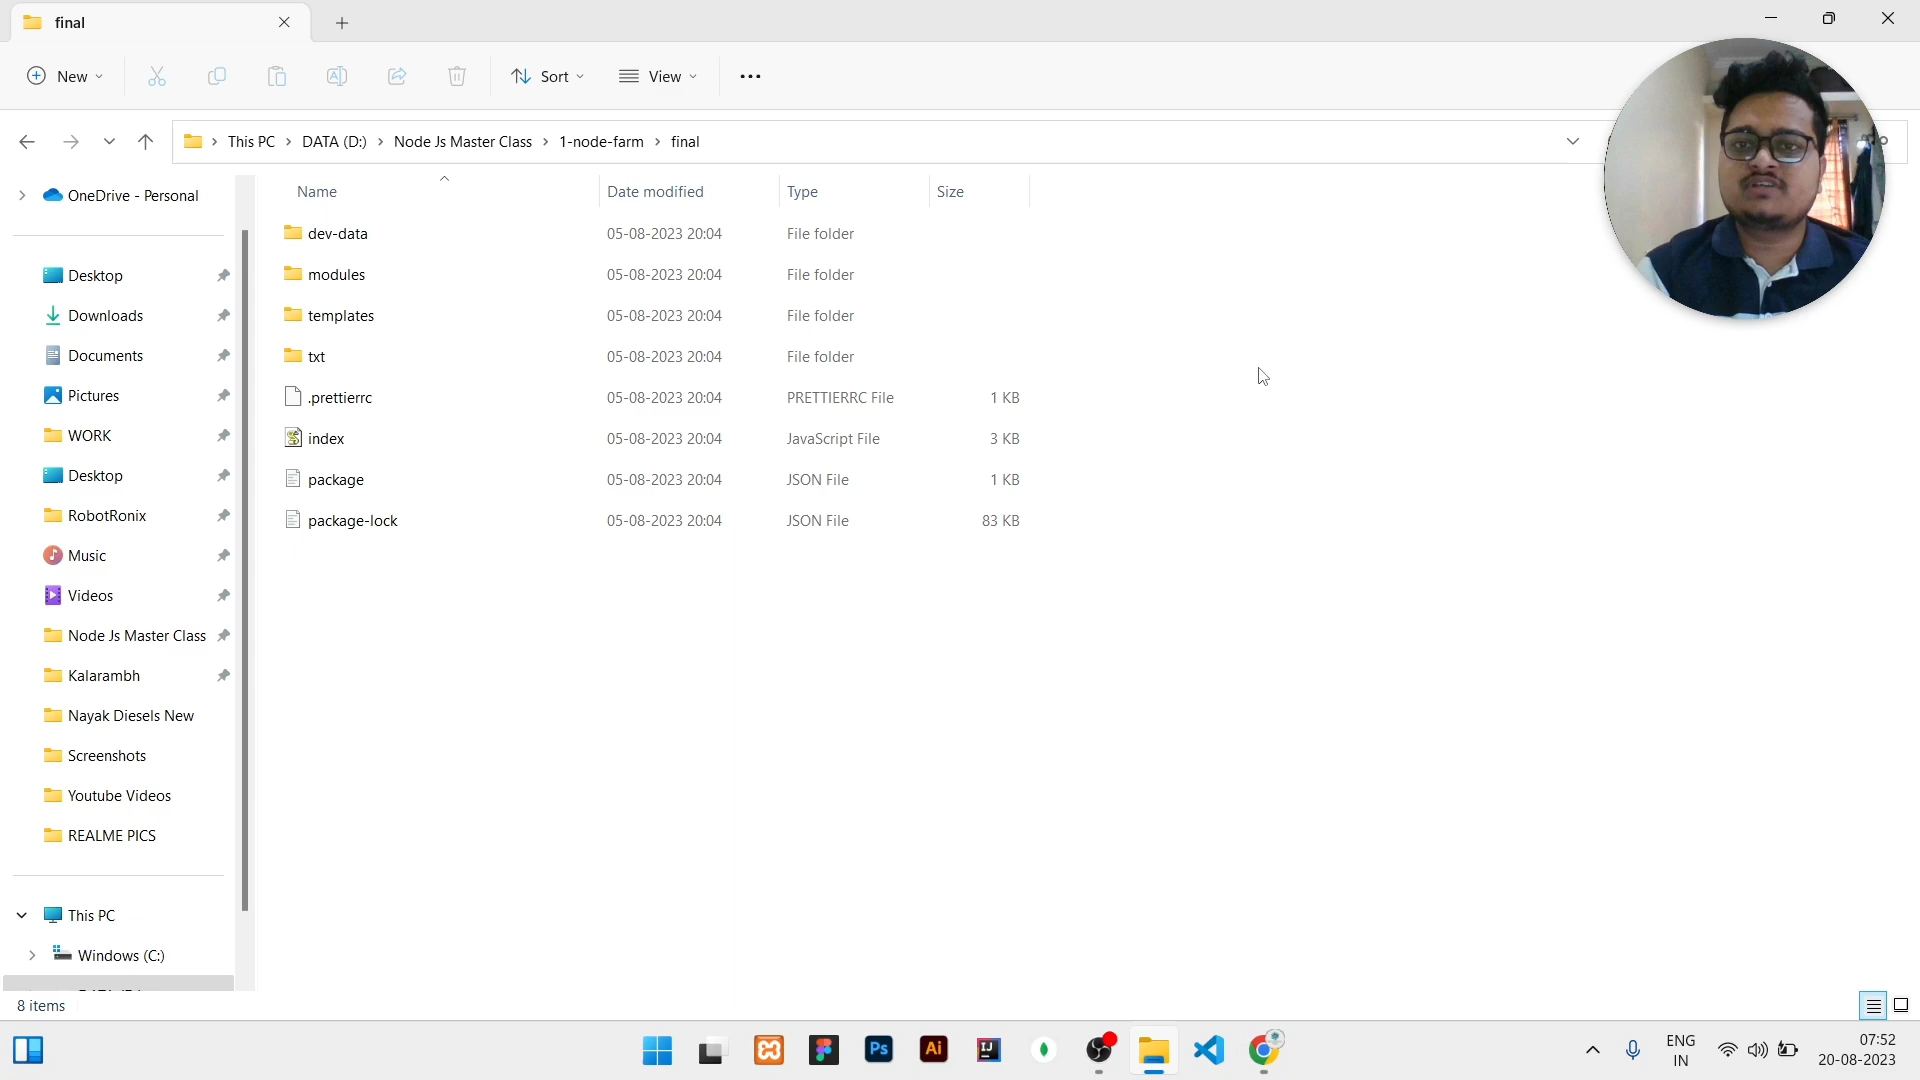 final
New
Sort
View
This PC
DATA (D:)
Node Js Master Class
1-node-farm
final
OneDrive - Personal
Desktop
Downloads
Documents
Pictures
WORK
Desktop
RobotRonix
Music
Videos
Node Js Master Class
Kalarambh
Nayak Diesels New
Screenshots
Youtube Videos
REALME PICS
This PC
Windows (C:)
Name Date modified Type Size
dev-data 05-08-2023 20:04 File folder
modules 05-08-2023 20:04 File folder
templates 05-08-2023 20:04 File folder
txt 05-08-2023 20:04 File folder
.prettierrc 05-08-2023 20:04 PRETTIERRC File 1 KB
index 05-08-2023 20:04 JavaScript File 3 KB
package 05-08-2023 20:04 JSON File 1 KB
package-lock 05-08-2023 20:04 JSON File 83 KB
8 items
Ps
Ai
IJ
ENG
IN
07:52
20-08-2023